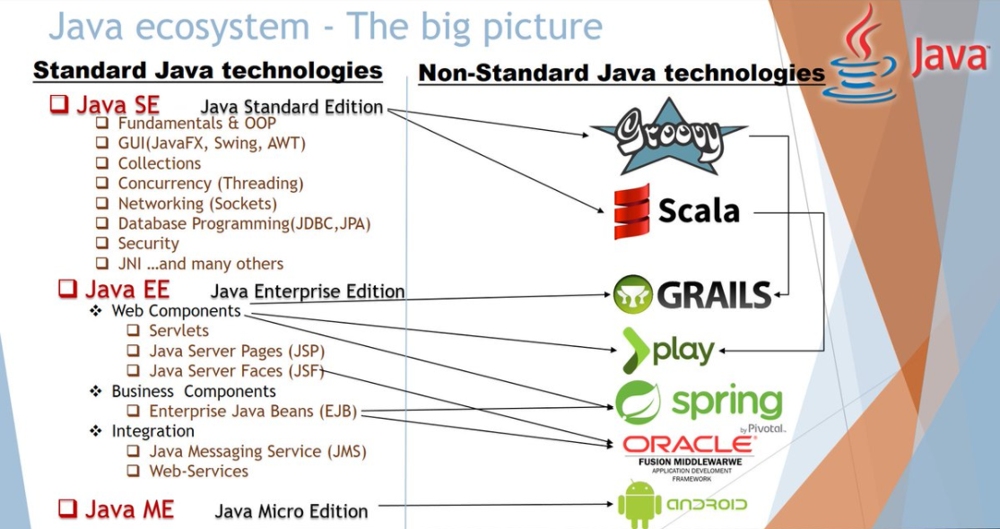 Java ecosystem - The big picture
Java™
Standard Java technologies
Non-Standard Java technologies
Java SE Java Standard Edition
Fundamentals & OOP
GUI(JavaFX, Swing, AWT)
Collections
Concurrency (Threading)
Networking (Sockets)
Database Programming(JDBC,JPA)
Security
JNI …and many others
Java EE Java Enterprise Edition
Web Components
Servlets
Java Server Pages (JSP)
Java Server Faces (JSF)
Business Components
Enterprise Java Beans (EJB)
Integration
Java Messaging Service (JMS)
Web-Services
Java ME Java Micro Edition
Groovy
Scala
GRAILS
play
spring
by Pivotal™
ORACLE®
FUSION MIDDLEWARWE
APPLICATION DEVELOMENT
FRAMEWORK
ANDROID